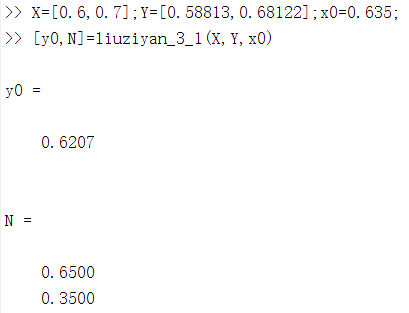 >> X=[0.6,0.7];Y=[0.58813,0.68122];x0=0.635;
>> [y0,N]=liuziyan_3_1(X,Y,x0)
y0 =
0.6207
N =
0.6500
0.3500